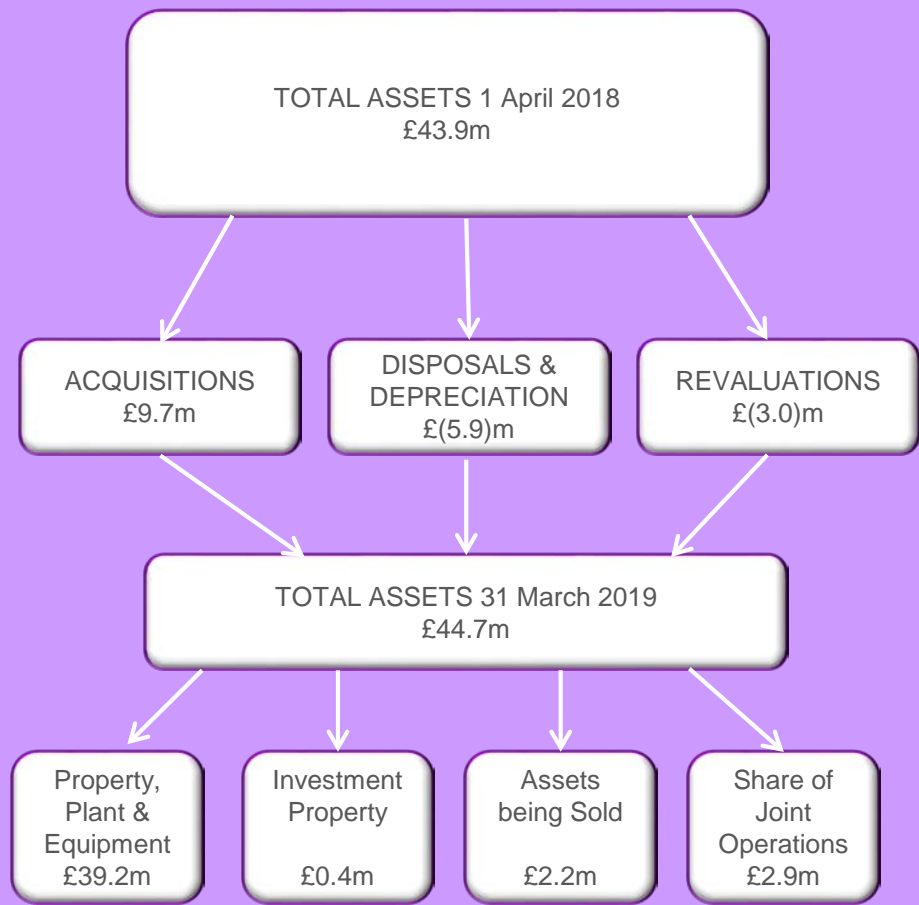 TOTAL ASSETS 1 April 2018
£43.9m
ACQUISITIONS
£9.7m
DISPOSALS &
DEPRECIATION
£(5.9)m
REVALUATIONS
£(3.0)m
TOTAL ASSETS 31 March 2019
£44.7m
Property,
Plant &
Equipment
£39.2m
Investment
Property
£0.4m
Assets
being Sold
£2.2m
Share of
Joint
Operations
£2.9m